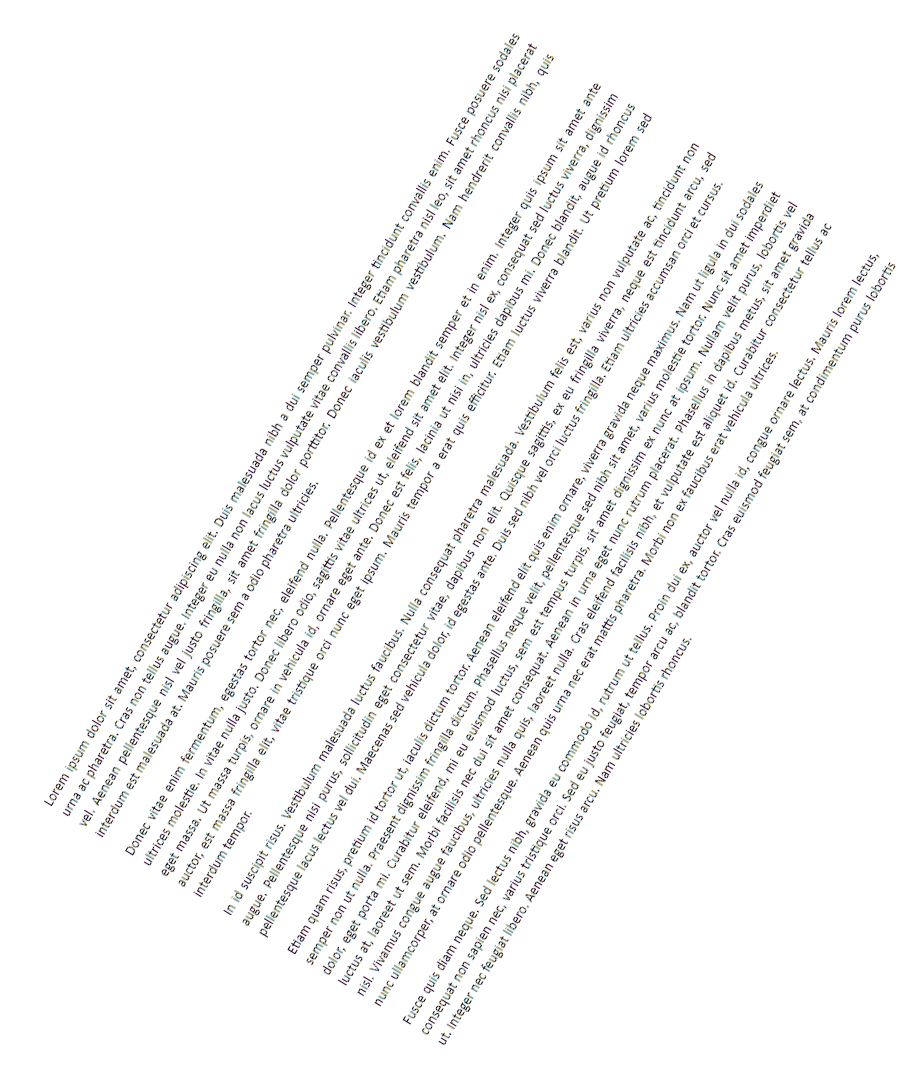 Lorem ipsum dolor sit amet, consectetur adipiscing elit. Duis malesuada nibh a dui semper pulvinar. Integer tincidunt convallis enim. Fusce posuere sodales
urna ac pharetra. Cras non tellus augue. Integer eu nulla non lacus luctus vulputate vitae convallis libero. Etiam pharetra nisl leo, sit amet rhoncus nisi placerat
vel. Aenean pellentesque nisl vel justo fringilla, sit amet fringilla dolor porttitor. Donec iaculis vestibulum vestibulum. Nam hendrerit convallis nibh, quis
interdum est malesuada at. Mauris posuere sem a odio pharetra ultricies.
Donec vitae enim fermentum, egestas tortor nec, eleifend nulla. Pellentesque id ex et lorem blandit semper et in enim. Integer quis ipsum sit amet ante
ultrices molestie. In vitae nulla justo. Donec libero odio, sagittis vitae ultrices ut, eleifend sit amet elit. Integer nisl ex, consequat sed luctus viverra, dignissim
eget massa. Ut massa turpis, ornare in vehicula id, ornare eget ante. Donec est felis, lacinia ut nisi in, ultricies dapibus mi. Donec blandit, augue id rhoncus
auctor, est massa fringilla elit, vitae tristique orci nunc eget ipsum. Mauris tempor a erat quis efficitur. Etiam luctus viverra blandit. Ut pretium lorem sed
interdum tempor.
In id suscipit risus. Vestibulum malesuada luctus faucibus. Nulla consequat pharetra malesuada. Vestibulum felis est, varius non vulputate ac, tincidunt non
augue. Pellentesque nisi purus, sollicitudin eget consectetur vitae, dapibus non elit. Quisque sagittis, ex eu fringilla viverra, neque est tincidunt arcu, sed
pellentesque lacus lectus vel dui. Maecenas sed vehicula dolor, id egestas ante. Duis sed nibh vel orci luctus fringilla. Etiam ultricies accumsan orci et cursus.
Etiam quam risus, pretium id tortor ut, iaculis dictum tortor. Aenean eleifend elit quis enim ornare, viverra gravida neque maximus. Nam ut ligula in dui sodales
semper non ut nulla. Praesent dignissim fringilla dictum. Phasellus neque velit, pellentesque sed nibh sit amet, varius molestie tortor. Nunc sit amet imperdiet
dolor, eget porta mi. Curabitur eleifend, mi eu euismod luctus, sem est tempus turpis, sit amet dignissim ex nunc at ipsum. Nullam velit purus, lobortis vel
luctus at, laoreet ut sem. Morbi facilisis nec dui sit amet consequat. Aenean in urna eget nunc rutrum placerat. Phasellus in dapibus metus, sit amet gravida
nisl. Vivamus congue augue faucibus, ultricies nulla quis, laoreet nulla. Cras eleifend facilisis nibh, et vulputate est aliquet id. Curabitur consectetur tellus ac
nunc ullamcorper, at ornare odio pellentesque. Aenean quis urna nec erat mattis pharetra. Morbi non ex faucibus erat vehicula ultrices.
Fusce quis diam neque. Sed lectus nibh, gravida eu commodo id, rutrum ut tellus. Proin dui ex, auctor vel nulla id, congue ornare lectus. Mauris lorem lectus,
consequat non sapien nec, varius tristique orci. Sed eu justo feugiat, tempor arcu ac, blandit tortor. Cras euismod feugiat sem, at condimentum purus lobortis
ut. Integer nec feugiat libero. Aenean eget risus arcu. Nam ultricies lobortis rhoncus.